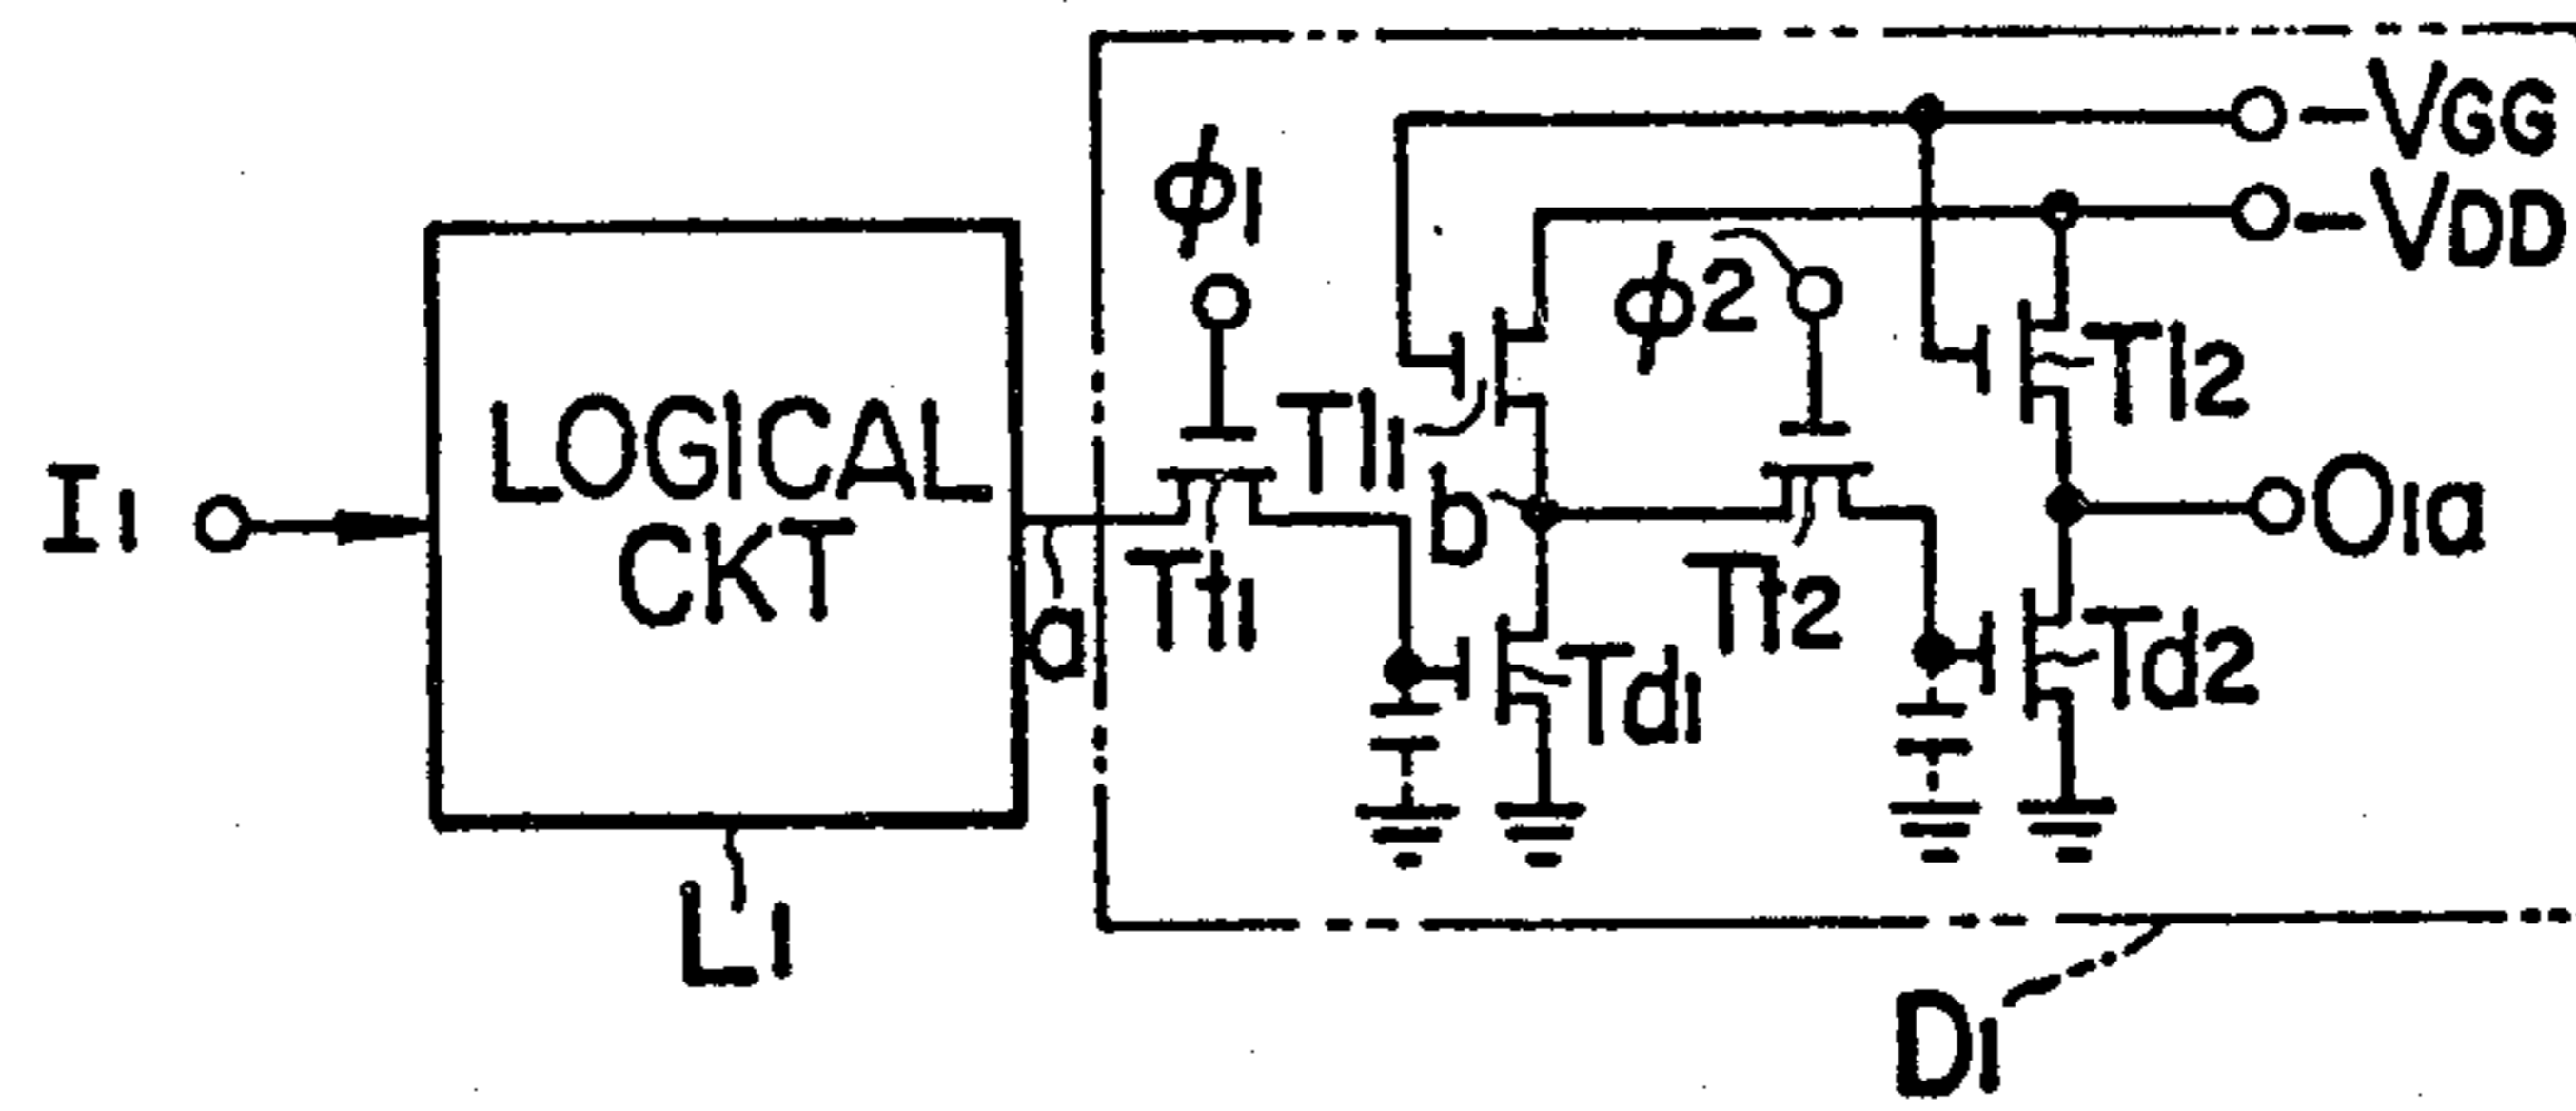 -VGG
-VDD
φ1
φ2
Tl1
Tl2
LOGICAL
CKT
I1
a
Tt1
b
Tt2
O1a
Td1
Td2
L1
D1